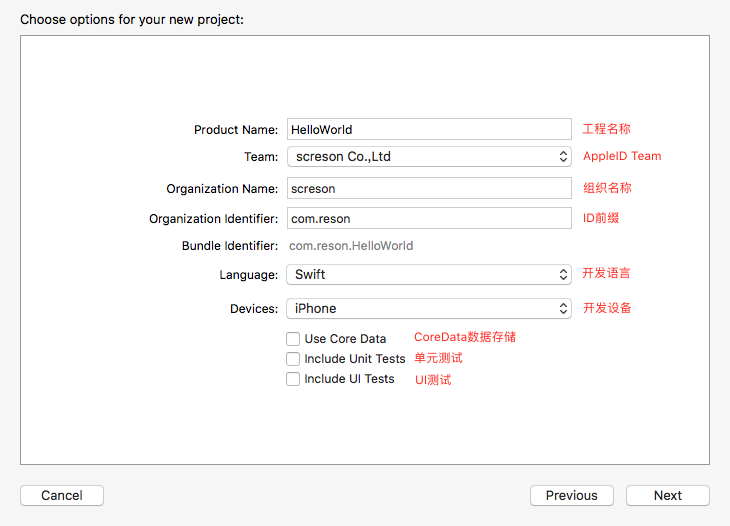 Choose options for your new project:
Product Name: HelloWorld 工程名称
Team: screson Co.,Ltd AppleID Team
Organization Name: screson 组织名称
Organization Identifier: com.reson ID前缀
Bundle Identifier: com.reson.HelloWorld
Language: Swift 开发语言
Devices: iPhone 开发设备
Use Core Data CoreData数据存储
Include Unit Tests 单元测试
Include UI Tests UI测试
Cancel Previous Next